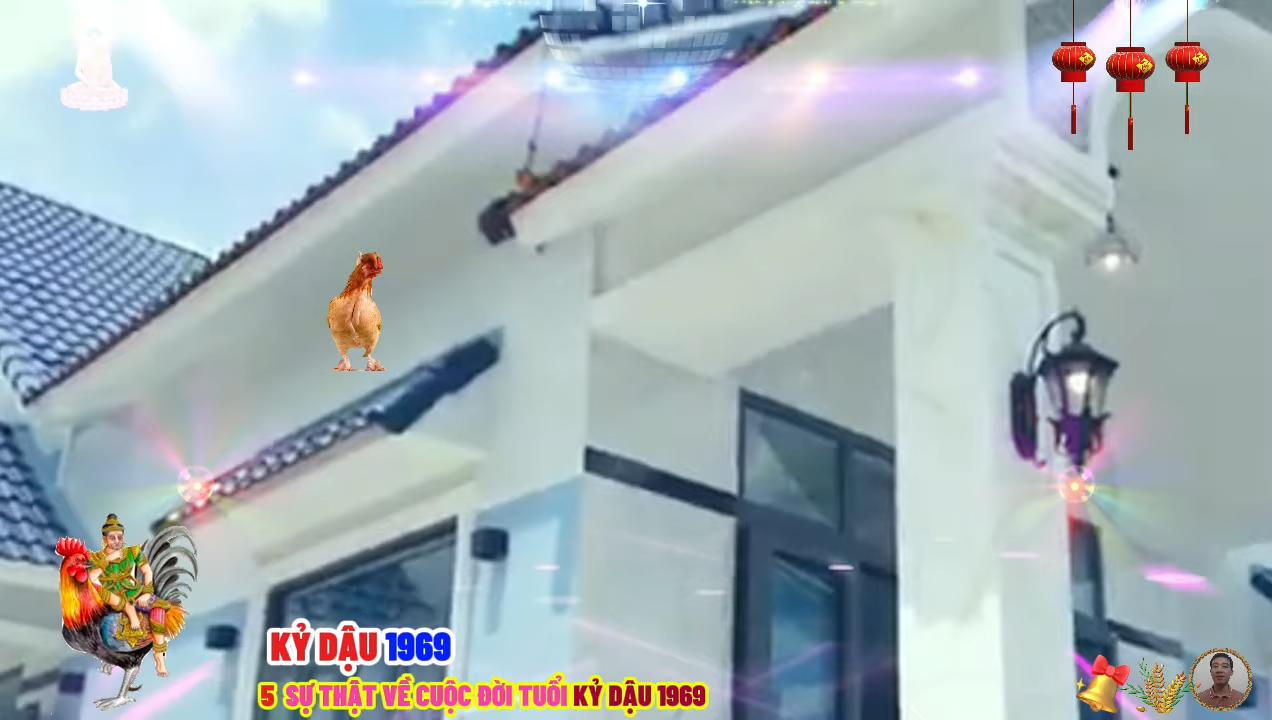 KỶ DẬU 1969
5 SỰ THẬT VỀ CUỘC ĐỜI TUỔI KỶ DẬU 1969